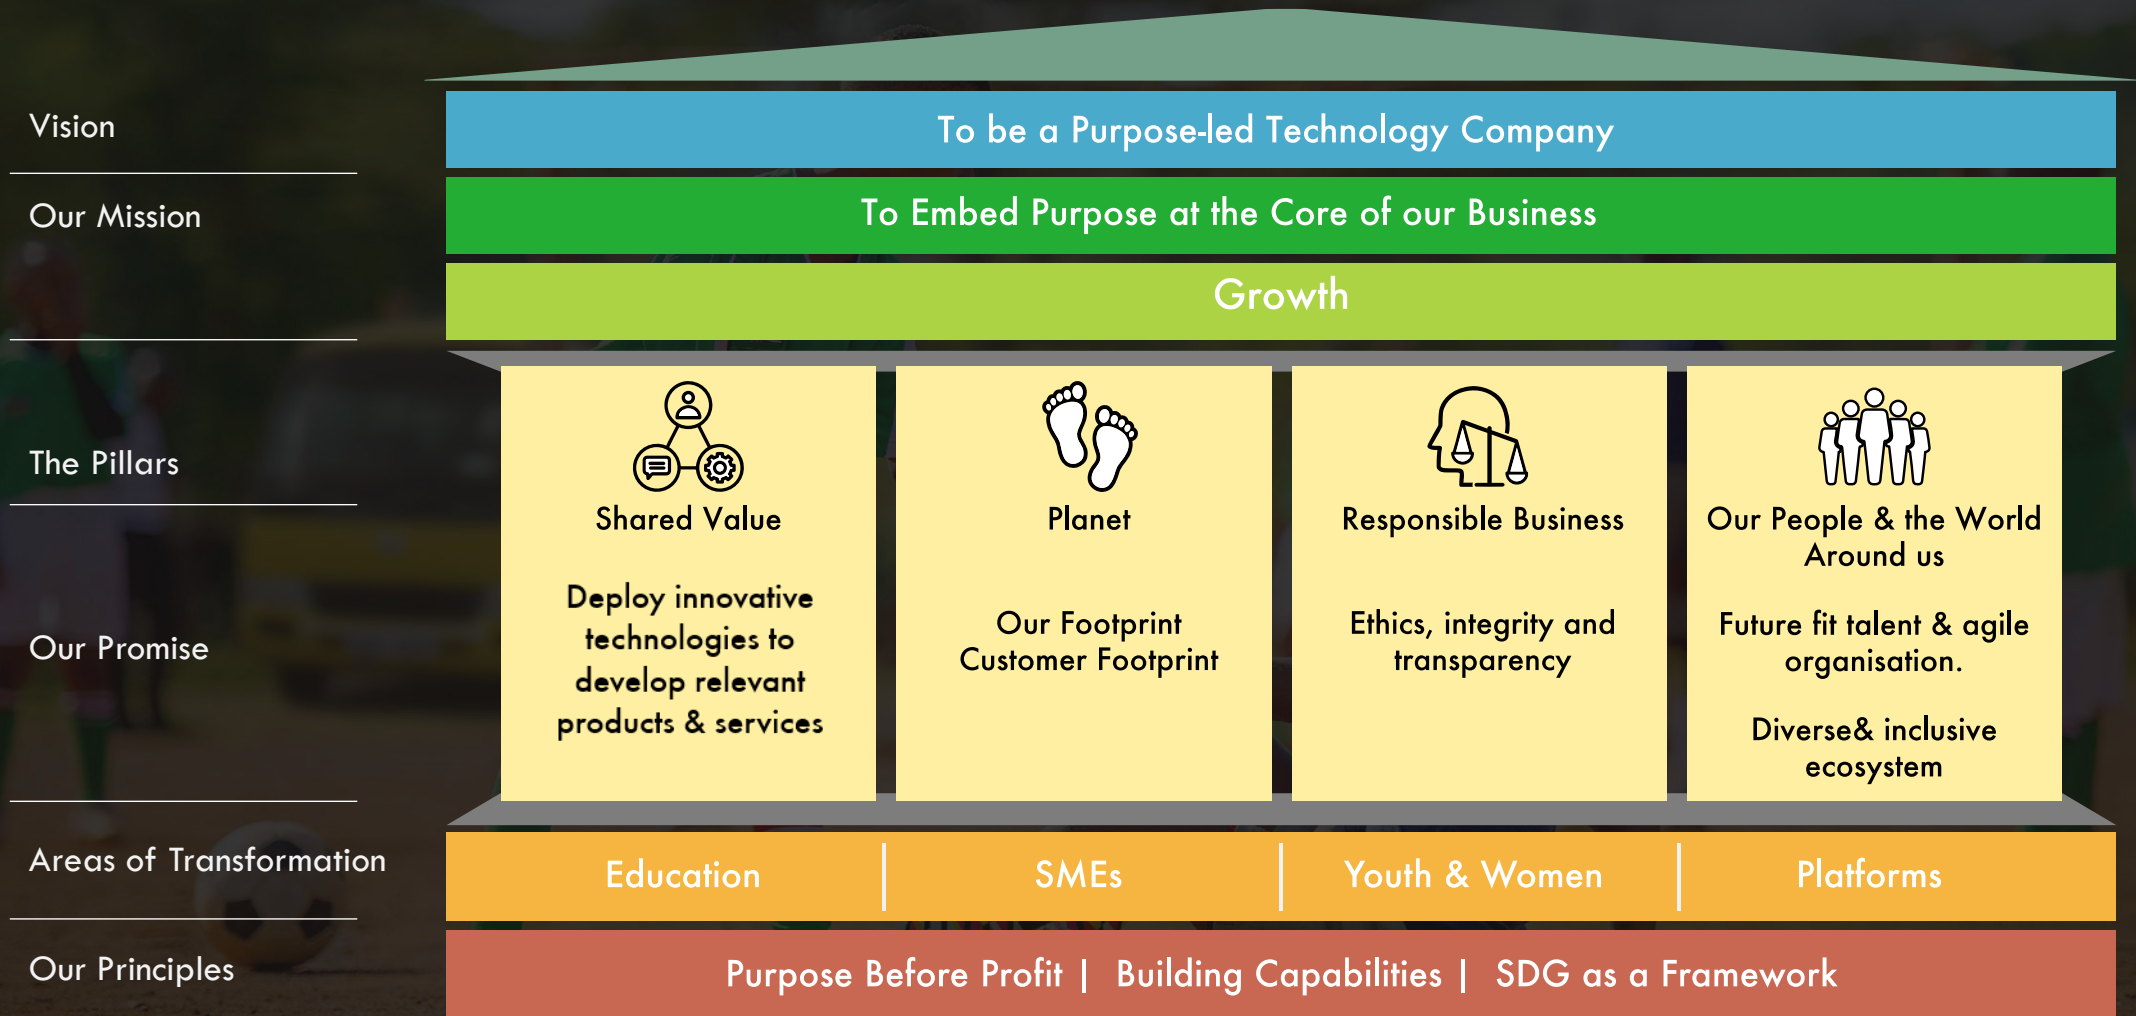 Vision
To be a Purpose-led Technology Company
Our Mission
To Embed Purpose at the Core of our Business
Growth
The Pillars
Shared Value
Planet
Responsible Business
Our People & the World
Around us
Our Promise
Deploy innovative
technologies to
develop relevant
products & services
Our Footprint
Customer Footprint
Ethics, integrity and
transparency
Future fit talent & agile
organisation.
Diverse& inclusive
ecosystem
Areas of Transformation
Education
SMEs
Youth & Women
Platforms
Our Principles
Purpose Before Profit | Building Capabilities | SDG as a Framework